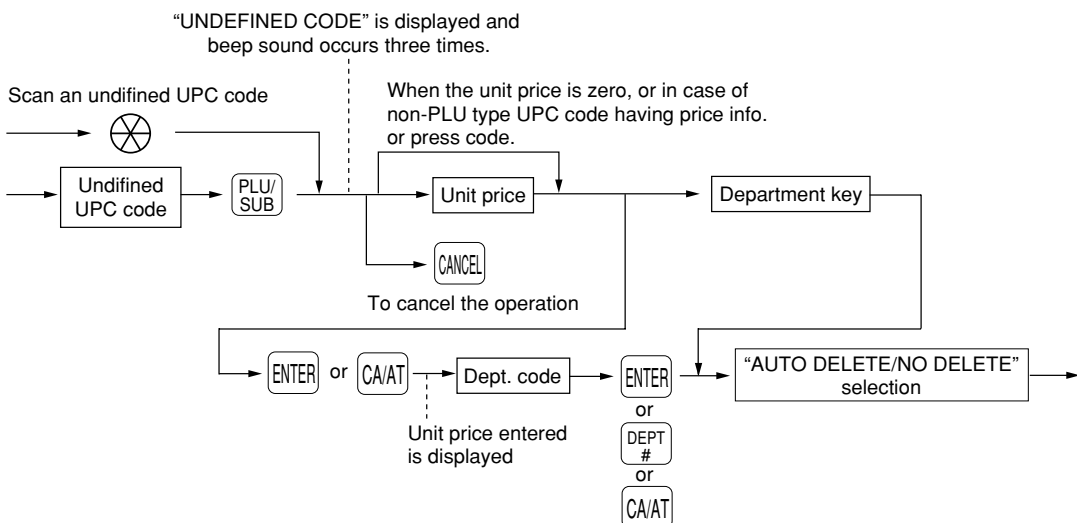 “UNDEFINED CODE” is displayed and
beep sound occurs three times.
Scan an undifined UPC code
When the unit price is zero, or in case of
non-PLU type UPC code having price info.
or press code.
Undifined
UPC code
PLU/
SUB
Unit price
Department key
CANCEL
To cancel the operation
ENTER or CA/AT
Dept. code
ENTER
“AUTO DELETE/NO DELETE”
selection
Unit price entered
is displayed
or
DEPT
#
or
CA/AT